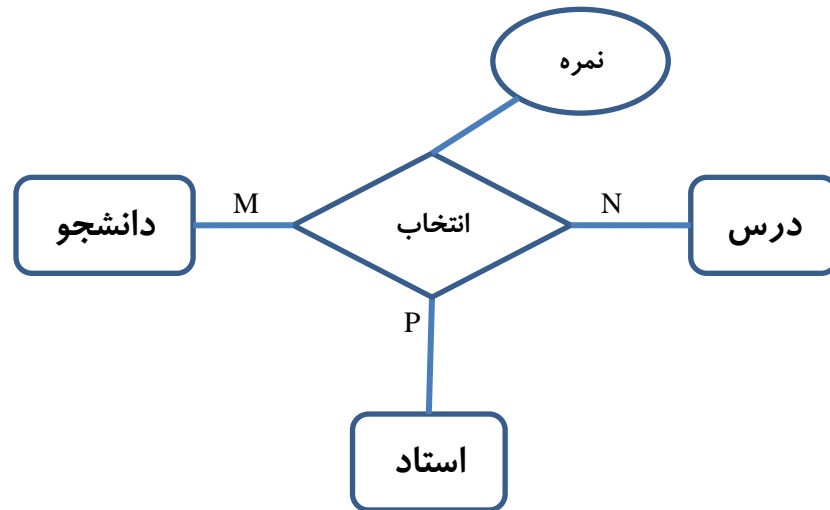 نمره
دانشجو
M
انتخاب
N
درس
P
استاد